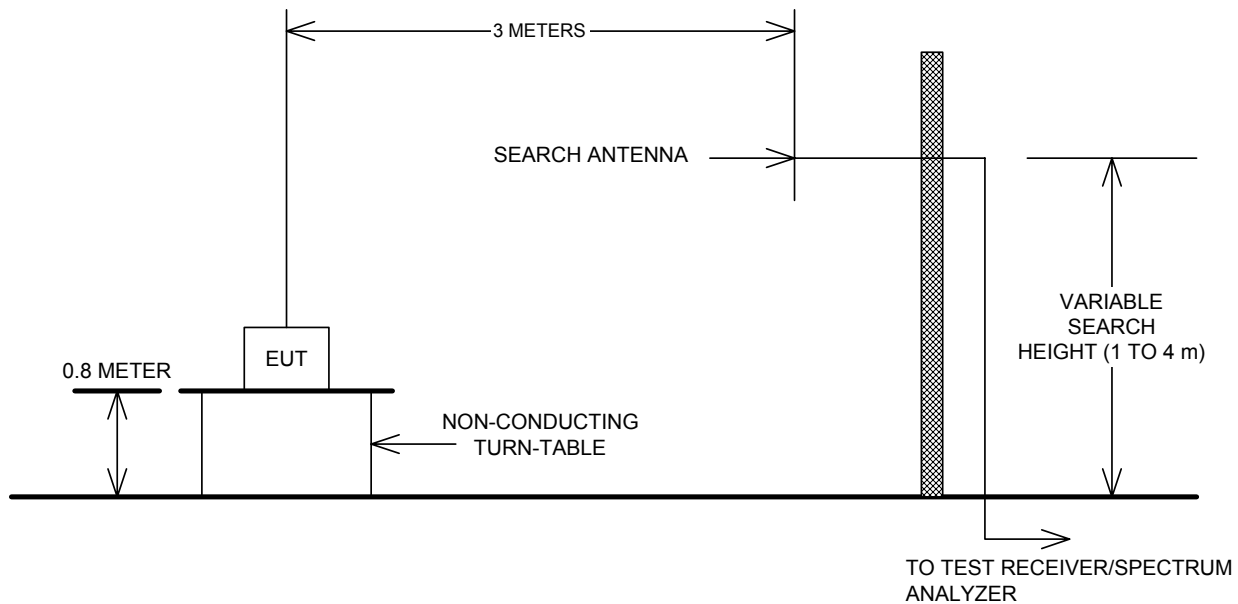 3 METERS
SEARCH ANTENNA
EUT
0.8 METER
VARIABLE
SEARCH
HEIGHT (1 TO 4 m)
NON-CONDUCTING
TURN-TABLE
TO TEST RECEIVER/SPECTRUM
ANALYZER